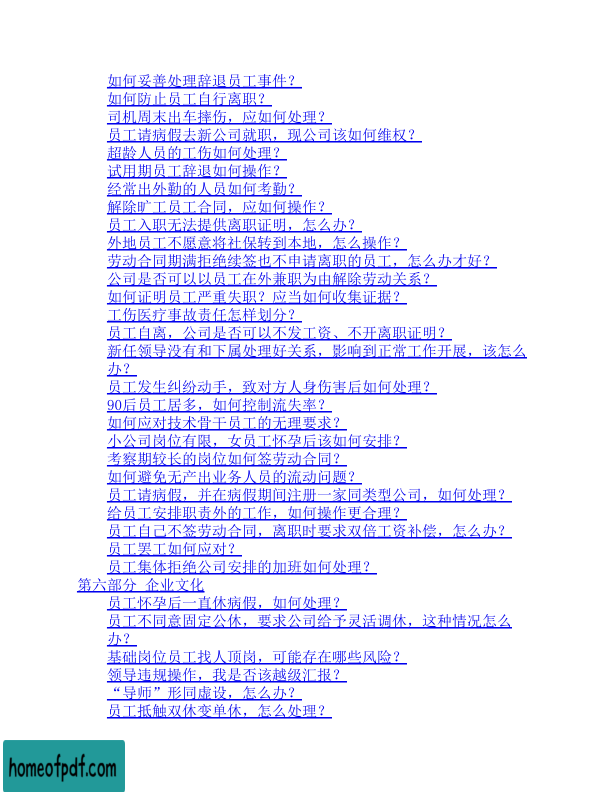 如何妥善处理辞退员工事件？
如何防止员工自行离职？
司机周末出车摔伤，应如何处理？
员工请病假去新公司就职，现公司该如何维权？
超龄人员的工伤如何处理？
试用期员工辞退如何操作？
经常出外勤的人员如何考勤？
解除旷工员工合同，应如何操作？
员工入职无法提供离职证明，怎么办？
外地员工不愿意将社保转到本地，怎么操作？
劳动合同期满拒绝续签也不申请离职的员工，怎么办才好？
公司是否可以以员工在外兼职为由解除劳动关系？
如何证明员工严重失职？应当如何收集证据？
工伤医疗事故责任怎样划分？
员工自离，公司是否可以不发工资、不开离职证明？
新任领导没有和下属处理好关系，影响到正常工作开展，该怎么
办？
员工发生纠纷动手，致对方人身伤害后如何处理？
90后员工居多，如何控制流失率？
如何应对技术骨干员工的无理要求？
小公司岗位有限，女员工怀孕后该如何安排？
考察期较长的岗位如何签劳动合同？
如何避免无产出业务人员的流动问题？
员工请病假，并在病假期间注册一家同类型公司，如何处理？
给员工安排职责外的工作，如何操作更合理？
员工自己不签劳动合同，离职时要求双倍工资补偿，怎么办？
员工罢工如何应对？
员工集体拒绝公司安排的加班如何处理？
第六部分 企业文化
员工怀孕后一直休病假，如何处理？
员工不同意固定公休，要求公司给予灵活调休，这种情况怎么
办？
基础岗位员工找人顶岗，可能存在哪些风险？
领导违规操作，我是否该越级汇报？
“导师”形同虚设，怎么办？
员工抵触双休变单休，怎么处理？
homeofpdf.com